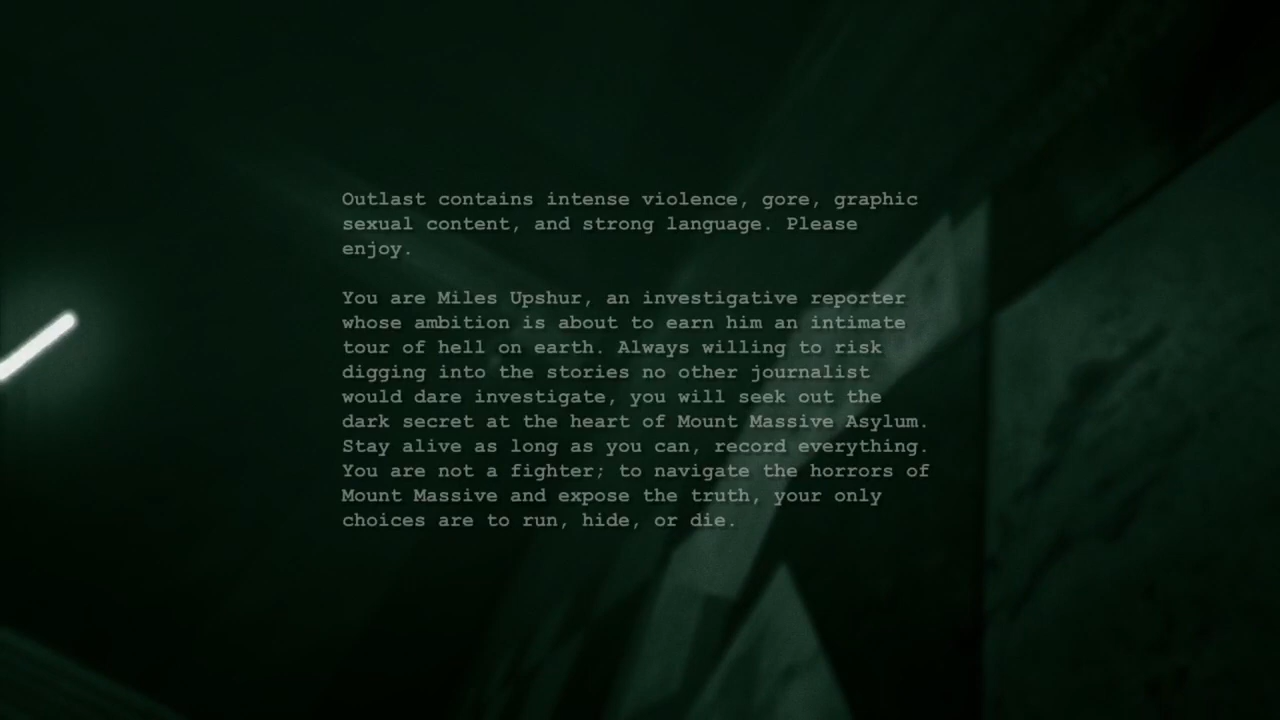 Outlast contains intense violence, gore, graphic
sexual content, and strong language. Please
enjoy.
You are Miles Upshur, an investigative reporter
whose ambition is about to earn him an intimate
tour of hell on earth. Always willing to risk
digging into the stories no other journalist
would dare investigate, you will seek out the
dark secret at the heart of Mount Massive Asylum.
Stay alive as long as you can, record everything.
You are not a fighter; to navigate the horrors of
Mount Massive and expose the truth, your only
choices are to run, hide, or die.